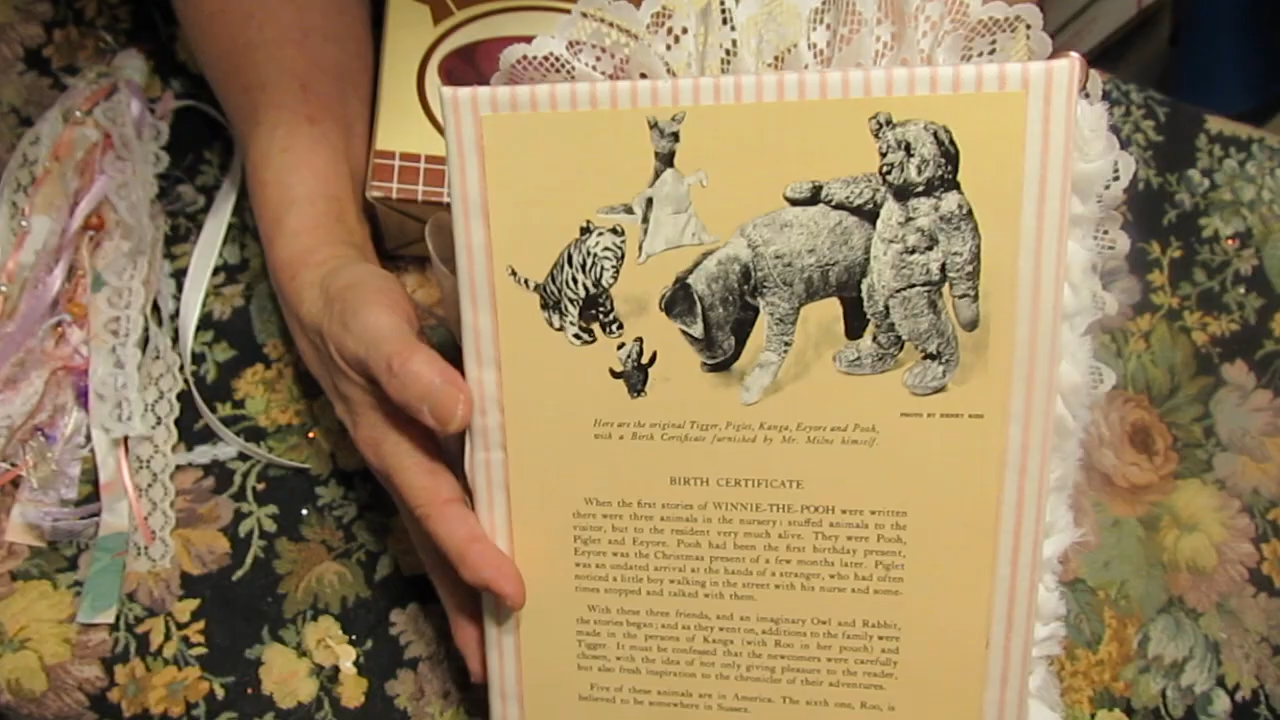 PHOTO BY HENRY ROSS
Here are the original Tigger, Piglet, Kanga, Eeyore and Pooh,
with a Birth Certificate furnished by Mr. Milne himself.
BIRTH CERTIFICATE
When the first stories of WINNIE-THE-POOH were written
there were three animals in the nursery: stuffed animals to the
visitor, but to the resident very much alive. They were Pooh,
Piglet and Eeyore. Pooh had been the first birthday present,
Eeyore was the Christmas present of a few months later. Piglet
was an undated arrival at the hands of a stranger, who had often
noticed a little boy walking in the street with his nurse and some-
times stopped and talked with them.
With these three friends, and an imaginary Owl and Rabbit,
the stories began; and as they went on, additions to the family were
made in the persons of Kanga (with Roo in her pouch) and
Tigger. It must be confessed that the newcomers were carefully
chosen, with the idea of not only giving pleasure to the reader,
but also fresh inspiration to the chronicler of their adventures.
Five of these animals are in America. The sixth one, Roo, is
believed to be somewhere in Sussex.